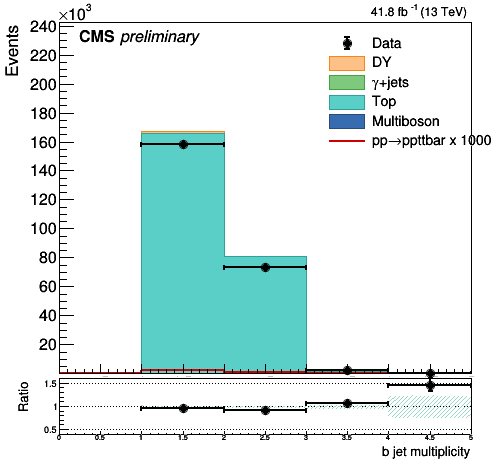 ×10³
41.8 fb⁻¹ (13 TeV)
Events
240
220
200
180
160
140
120
100
80
60
40
20
CMS preliminary
Data
DY
γ+jets
Top
Multiboson
pp→ppttbar x 1000
Ratio
1.5
1
0.5
0 0.5 1 1.5 2 2.5 3 3.5 4 4.5 5
b jet multiplicity